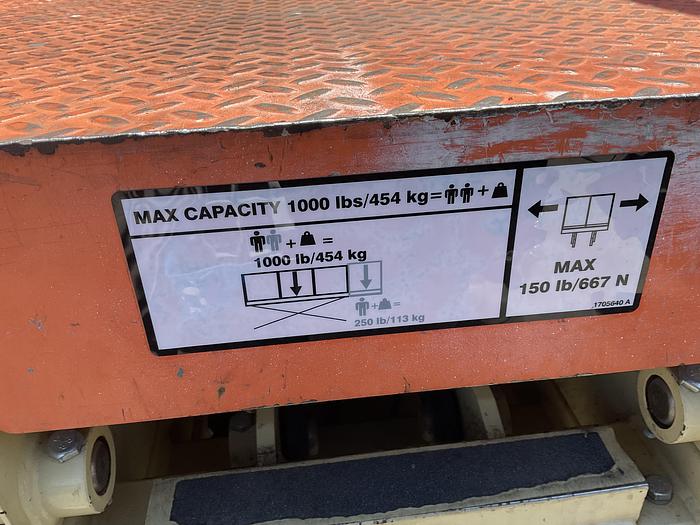 MAX CAPACITY 1000 lbs/454 kg= +
+ =
1000 lb/454 kg
+ =
250 lb/113 kg
MAX
150 lb/667 N
1705640 A